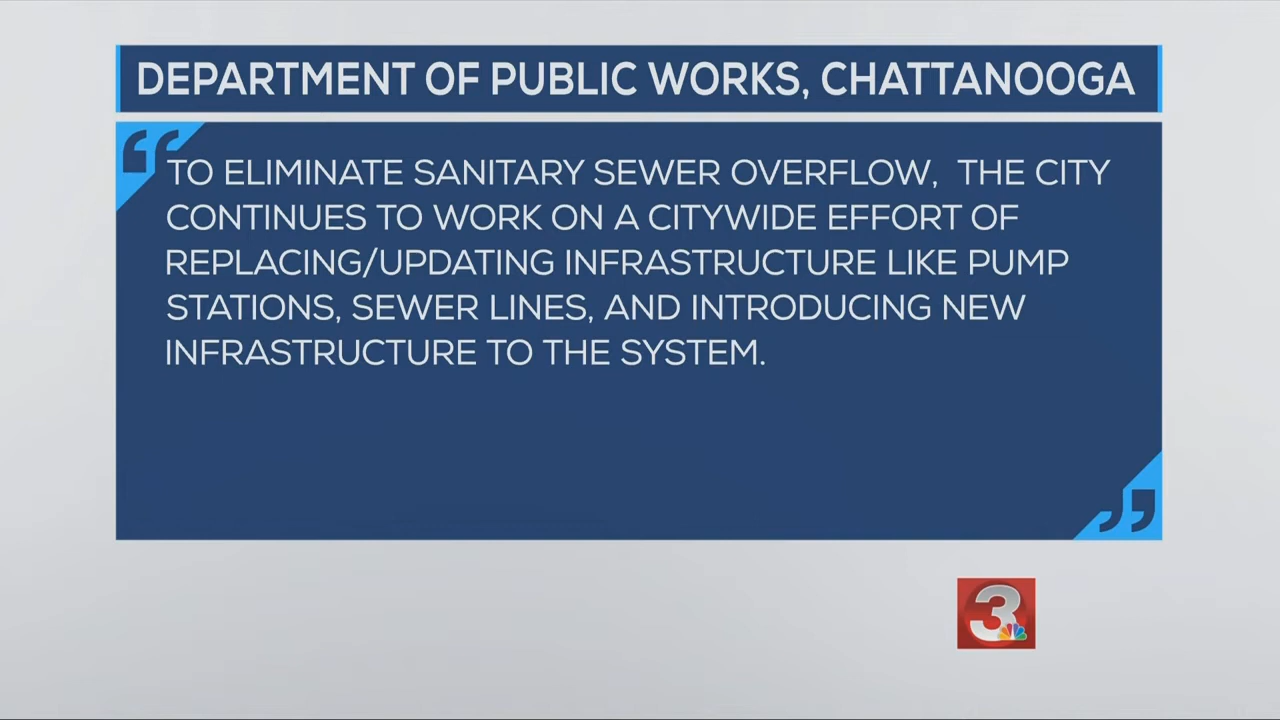 DEPARTMENT OF PUBLIC WORKS, CHATTANOOGA
“TO ELIMINATE SANITARY SEWER OVERFLOW,  THE CITY
CONTINUES TO WORK ON A CITYWIDE EFFORT OF
REPLACING/UPDATING INFRASTRUCTURE LIKE PUMP
STATIONS, SEWER LINES, AND INTRODUCING NEW
INFRASTRUCTURE TO THE SYSTEM.
”
3